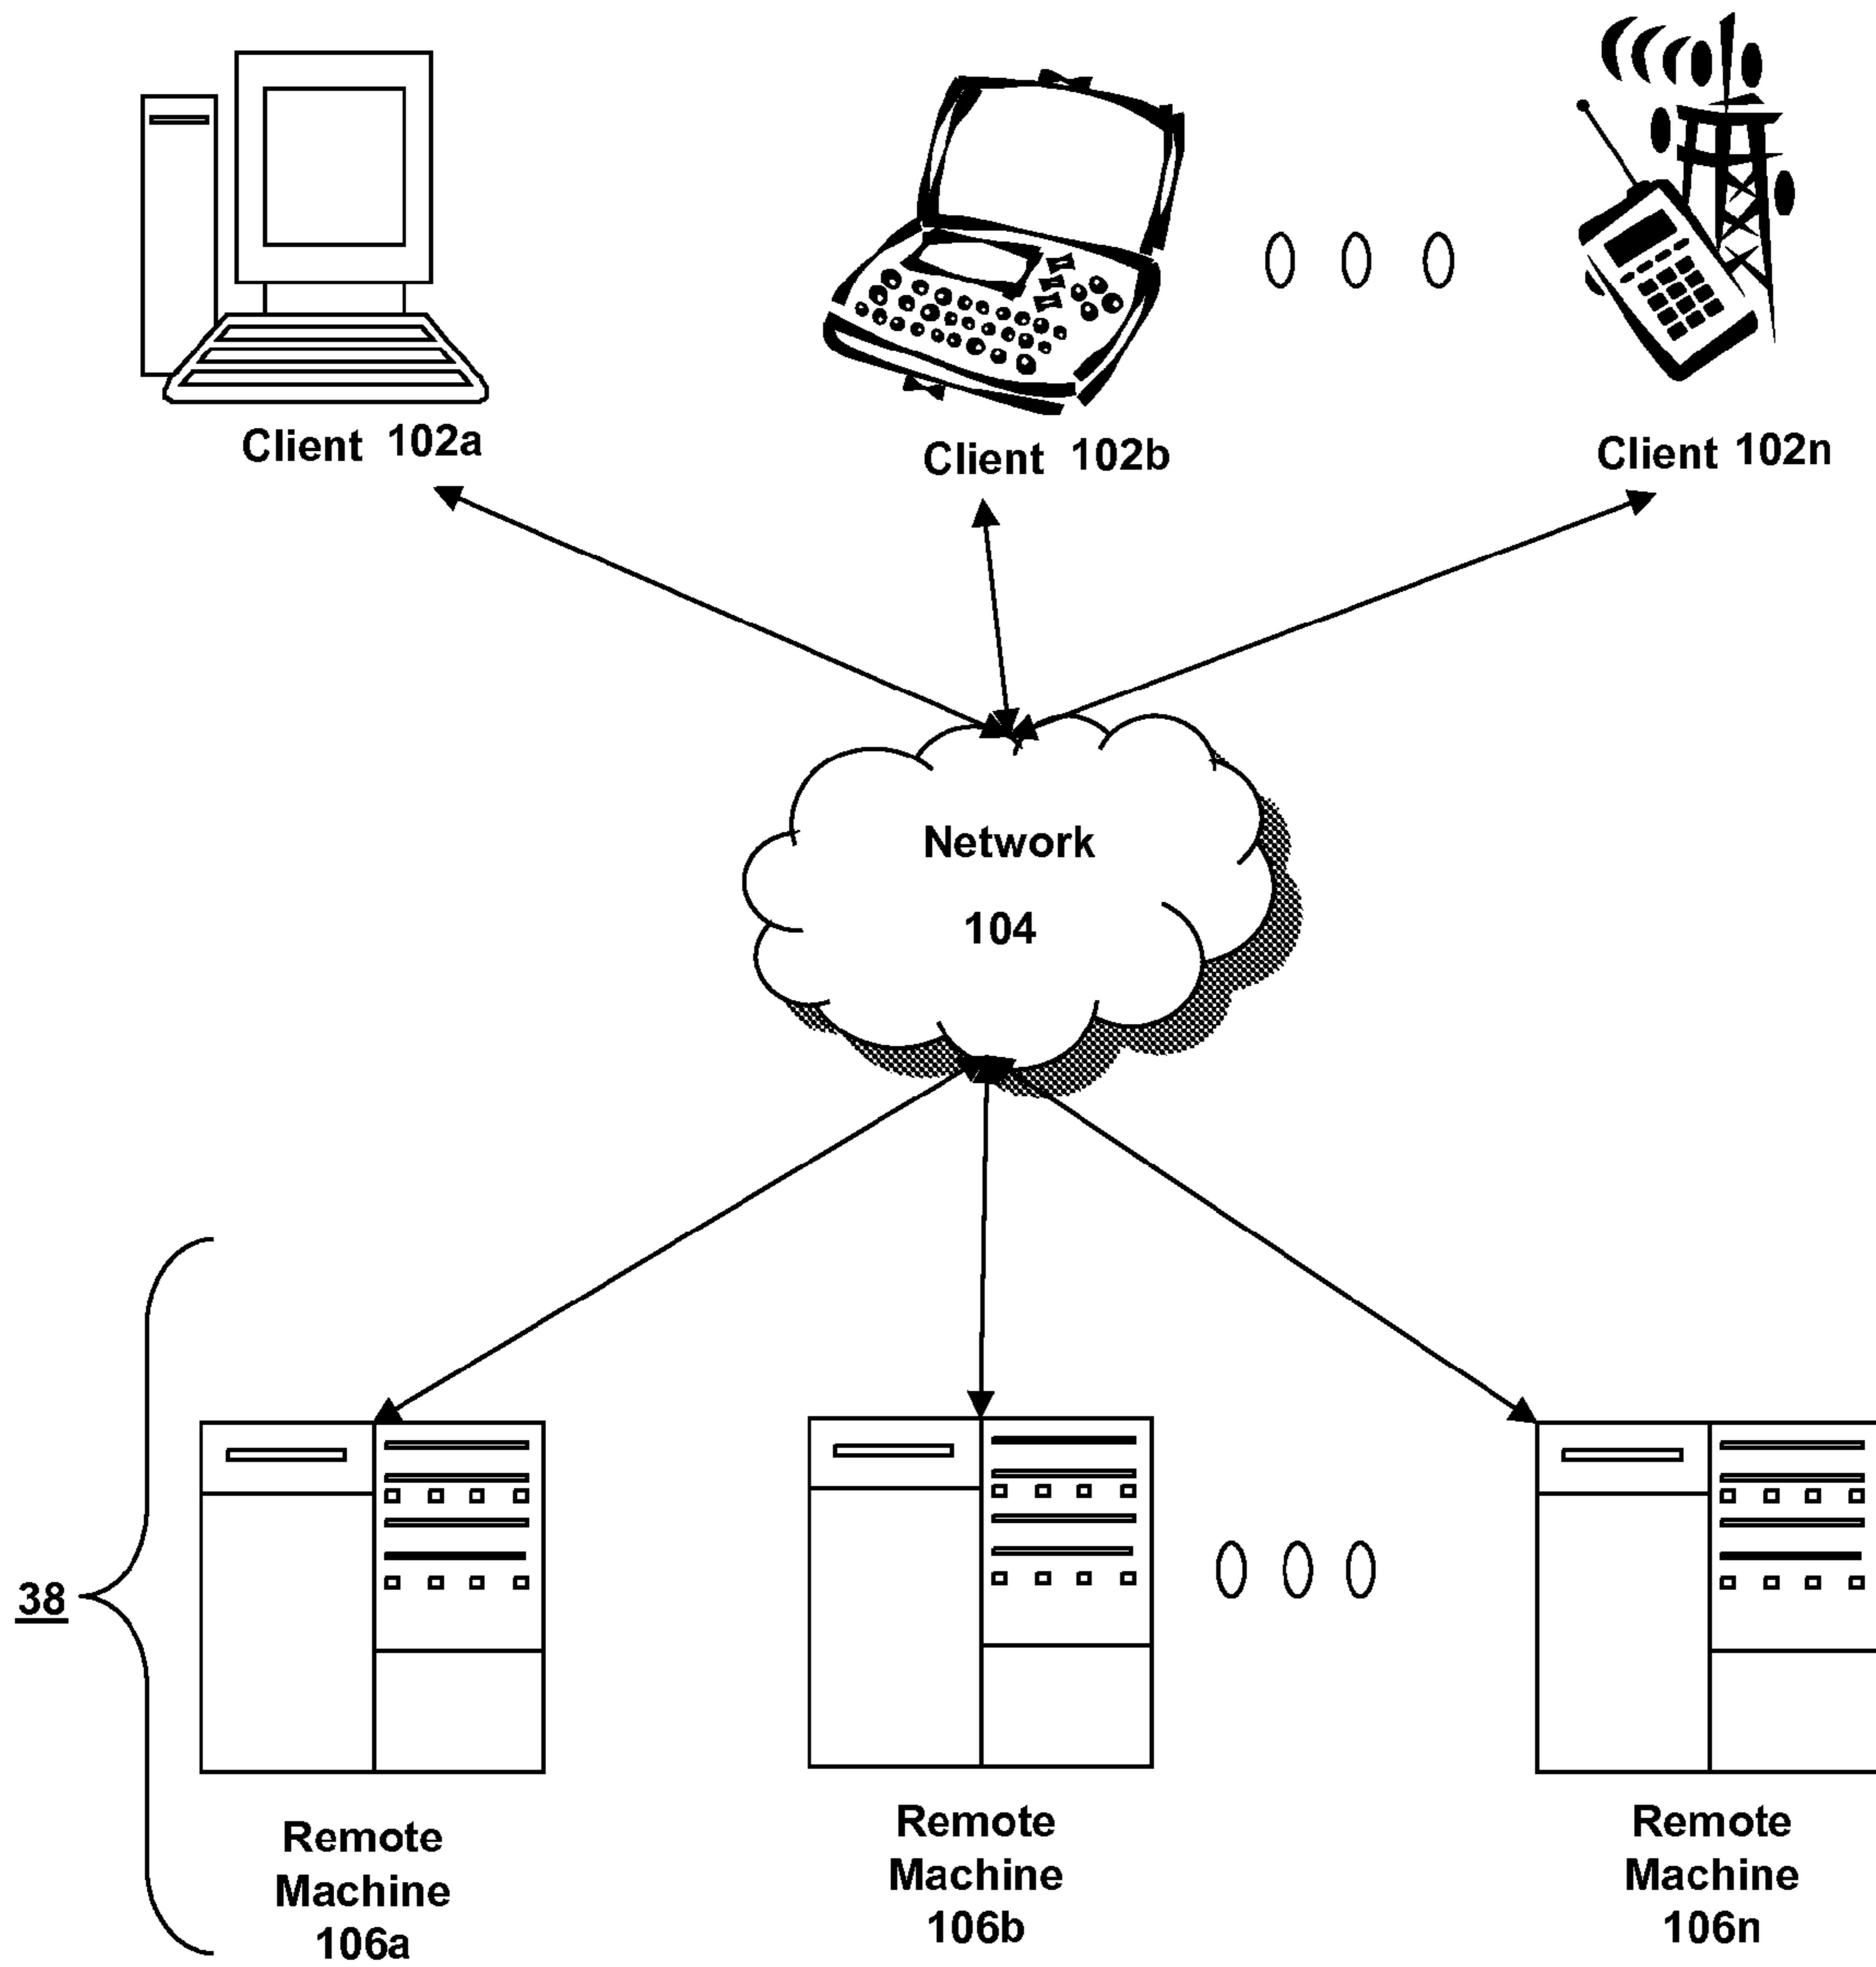 Client 102a
Client 102b
Client 102n
Network
104
38
Remote
Machine
106a
Remote
Machine
106b
Remote
Machine
106n